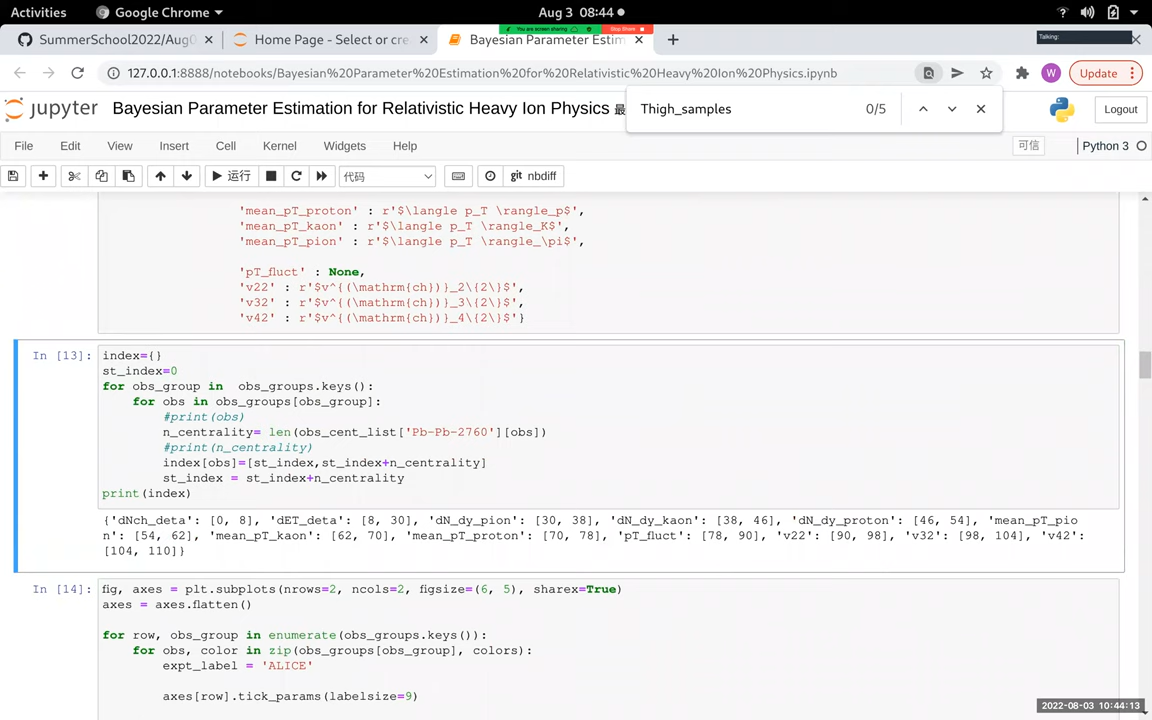 Activities Google Chrome Aug 3 08:44
SummerSchool2022/Aug0 Home Page - Select or cre Bayesian Parameter Estim
You are screen sharing Stop Share
Talking:
127.0.0.1:8888/notebooks/Bayesian%20Parameter%20Estimation%20for%20Relativistic%20Heavy%20Ion%20Physics.ipynb W Update
Thigh_samples 0/5
jupyter Bayesian Parameter Estimation for Relativistic Heavy Ion Physics 最 Logout
File Edit View Insert Cell Kernel Widgets Help 可信 Python 3
运行 代码 git nbdiff
'mean_pT_proton' : r'$\langle p_T \rangle_p$',
'mean_pT_kaon' : r'$\langle p_T \rangle_K$',
'mean_pT_pion' : r'$\langle p_T \rangle_\pi$',
'pT_fluct' : None,
'v22' : r'$v^{(\mathrm{ch})}_2\{2\}$',
'v32' : r'$v^{(\mathrm{ch})}_3\{2\}$',
'v42' : r'$v^{(\mathrm{ch})}_4\{2\}$'}
In [13]: index={}
st_index=0
for obs_group in  obs_groups.keys():
for obs in obs_groups[obs_group]:
#print(obs)
n_centrality= len(obs_cent_list['Pb-Pb-2760'][obs])
#print(n_centrality)
index[obs]=[st_index,st_index+n_centrality]
st_index = st_index+n_centrality
print(index)
{'dNch_deta': [0, 8], 'dET_deta': [8, 30], 'dN_dy_pion': [30, 38], 'dN_dy_kaon': [38, 46], 'dN_dy_proton': [46, 54], 'mean_pT_pio
n': [54, 62], 'mean_pT_kaon': [62, 70], 'mean_pT_proton': [70, 78], 'pT_fluct': [78, 90], 'v22': [90, 98], 'v32': [98, 104], 'v42':
[104, 110]}
In [14]: fig, axes = plt.subplots(nrows=2, ncols=2, figsize=(6, 5), sharex=True)
axes = axes.flatten()
for row, obs_group in enumerate(obs_groups.keys()):
for obs, color in zip(obs_groups[obs_group], colors):
expt_label = 'ALICE'
axes[row].tick_params(labelsize=9)
2022-08-03 10:44:13